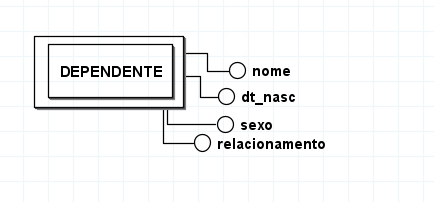 DEPENDENTE
nome
dt_nasc
sexo
relacionamento